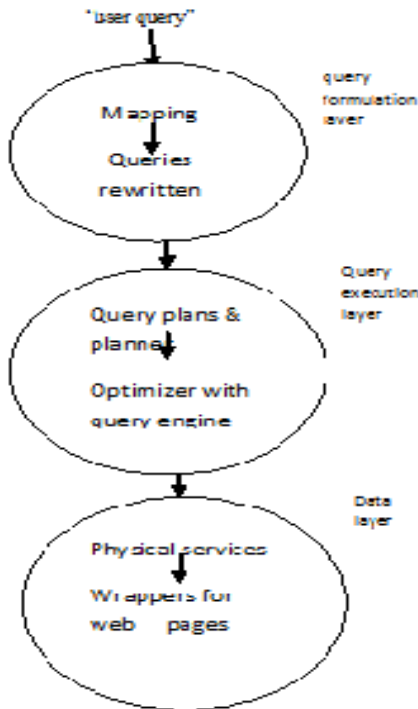 "user query"
query
formulation
layer
Mapping
Queries
rewritten
Query
execution
layer
Query plans &
planner
Optimizer with
query engine
Data
layer
Physical services
Wrappers for
web pages